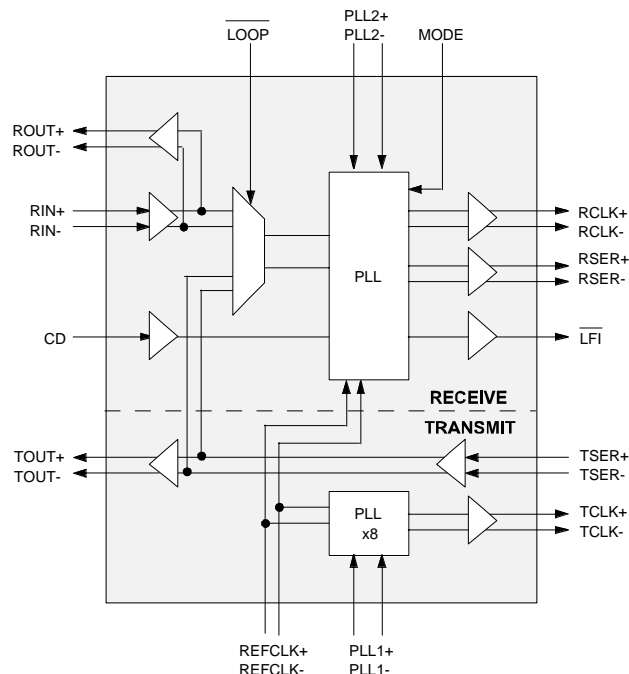 LOOP
PLL2+
PLL2-
MODE
ROUT+
ROUT-
RIN+
RIN-
RCLK+
RCLK-
RSER+
RSER-
PLL
CD
LFI
RECEIVE
TRANSMIT
TOUT+
TOUT-
TSER+
TSER-
PLL
x8
TCLK+
TCLK-
REFCLK+
REFCLK-
PLL1+
PLL1-